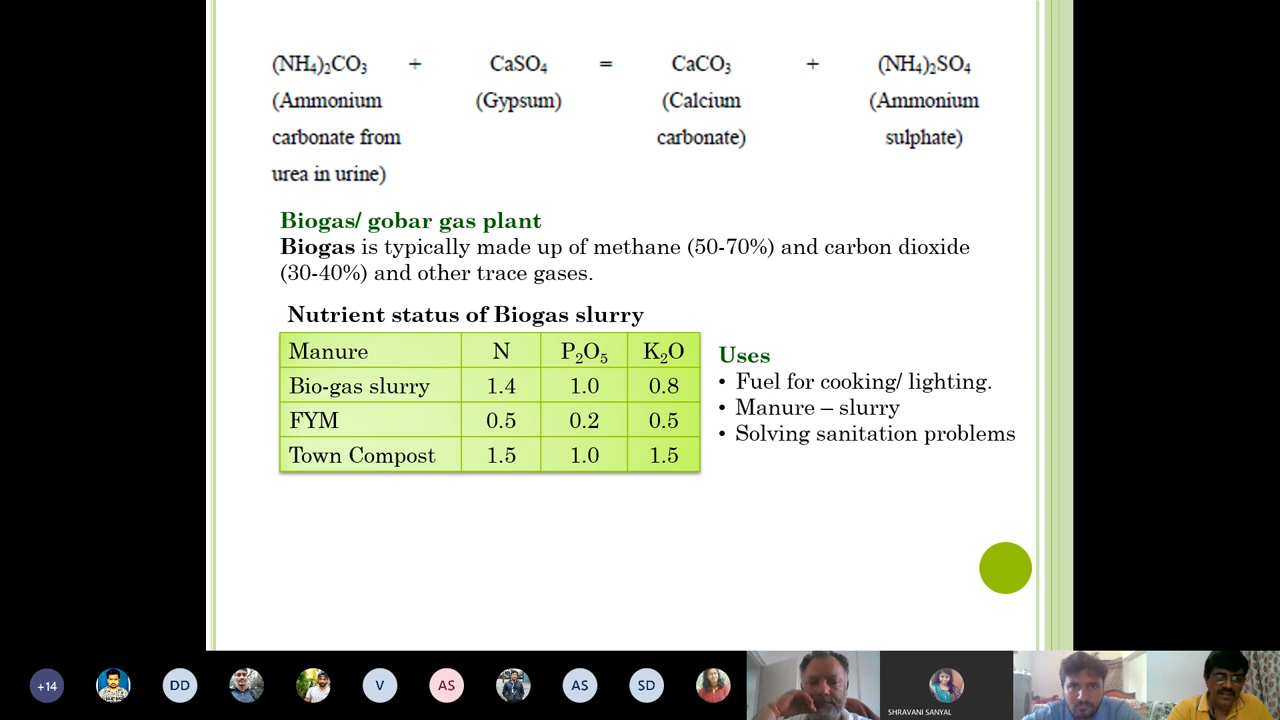 (NH₄)₂CO₃ + CaSO₄ = CaCO₃ + (NH₄)₂SO₄
(Ammonium (Gypsum) (Calcium (Ammonium
carbonate from carbonate) sulphate)
urea in urine)
Biogas/ gobar gas plant
Biogas is typically made up of methane (50-70%) and carbon dioxide
(30-40%) and other trace gases.
Nutrient status of Biogas slurry
Manure N P₂O₅ K₂O
Bio-gas slurry 1.4 1.0 0.8
FYM 0.5 0.2 0.5
Town Compost 1.5 1.0 1.5
Uses
• Fuel for cooking/ lighting.
• Manure – slurry
• Solving sanitation problems
+14 DD V AS AS SD
SHRAVANI SANYAL